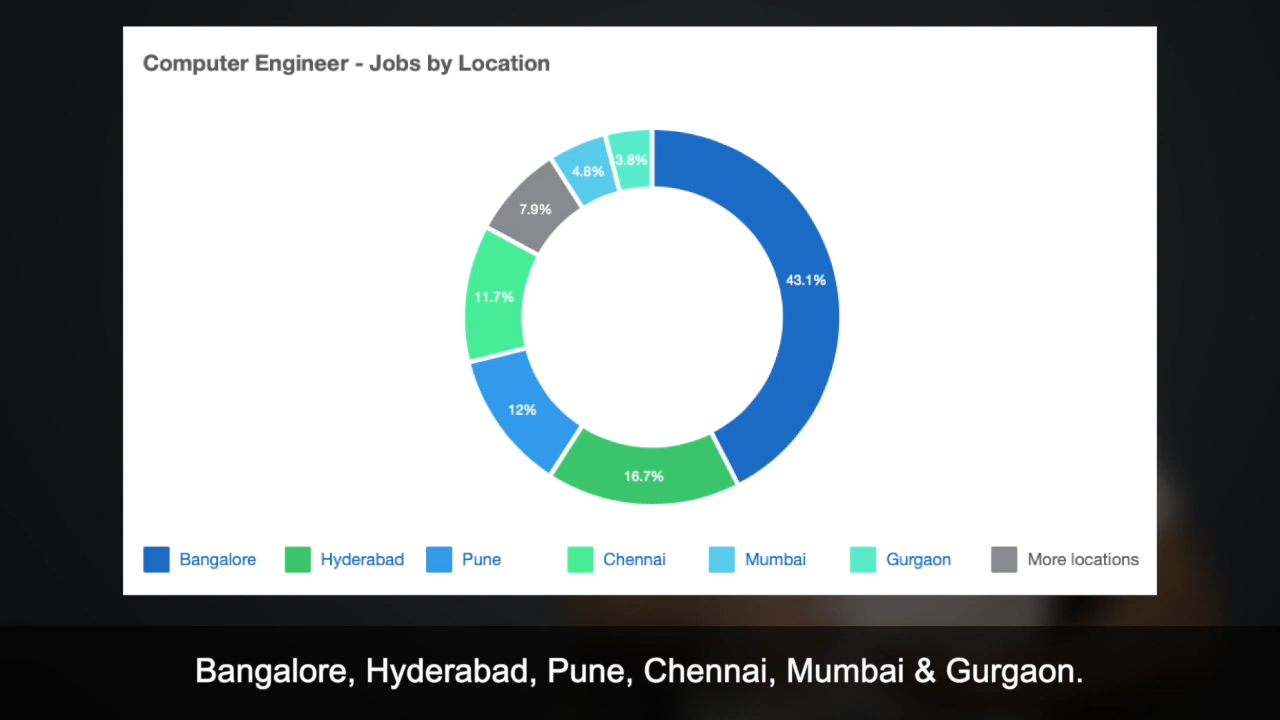 Computer Engineer - Jobs by Location
3.8%
4.8%
7.9%
43.1%
11.7%
12%
16.7%
Bangalore Hyderabad Pune Chennai Mumbai Gurgaon More locations
Bangalore, Hyderabad, Pune, Chennai, Mumbai & Gurgaon.